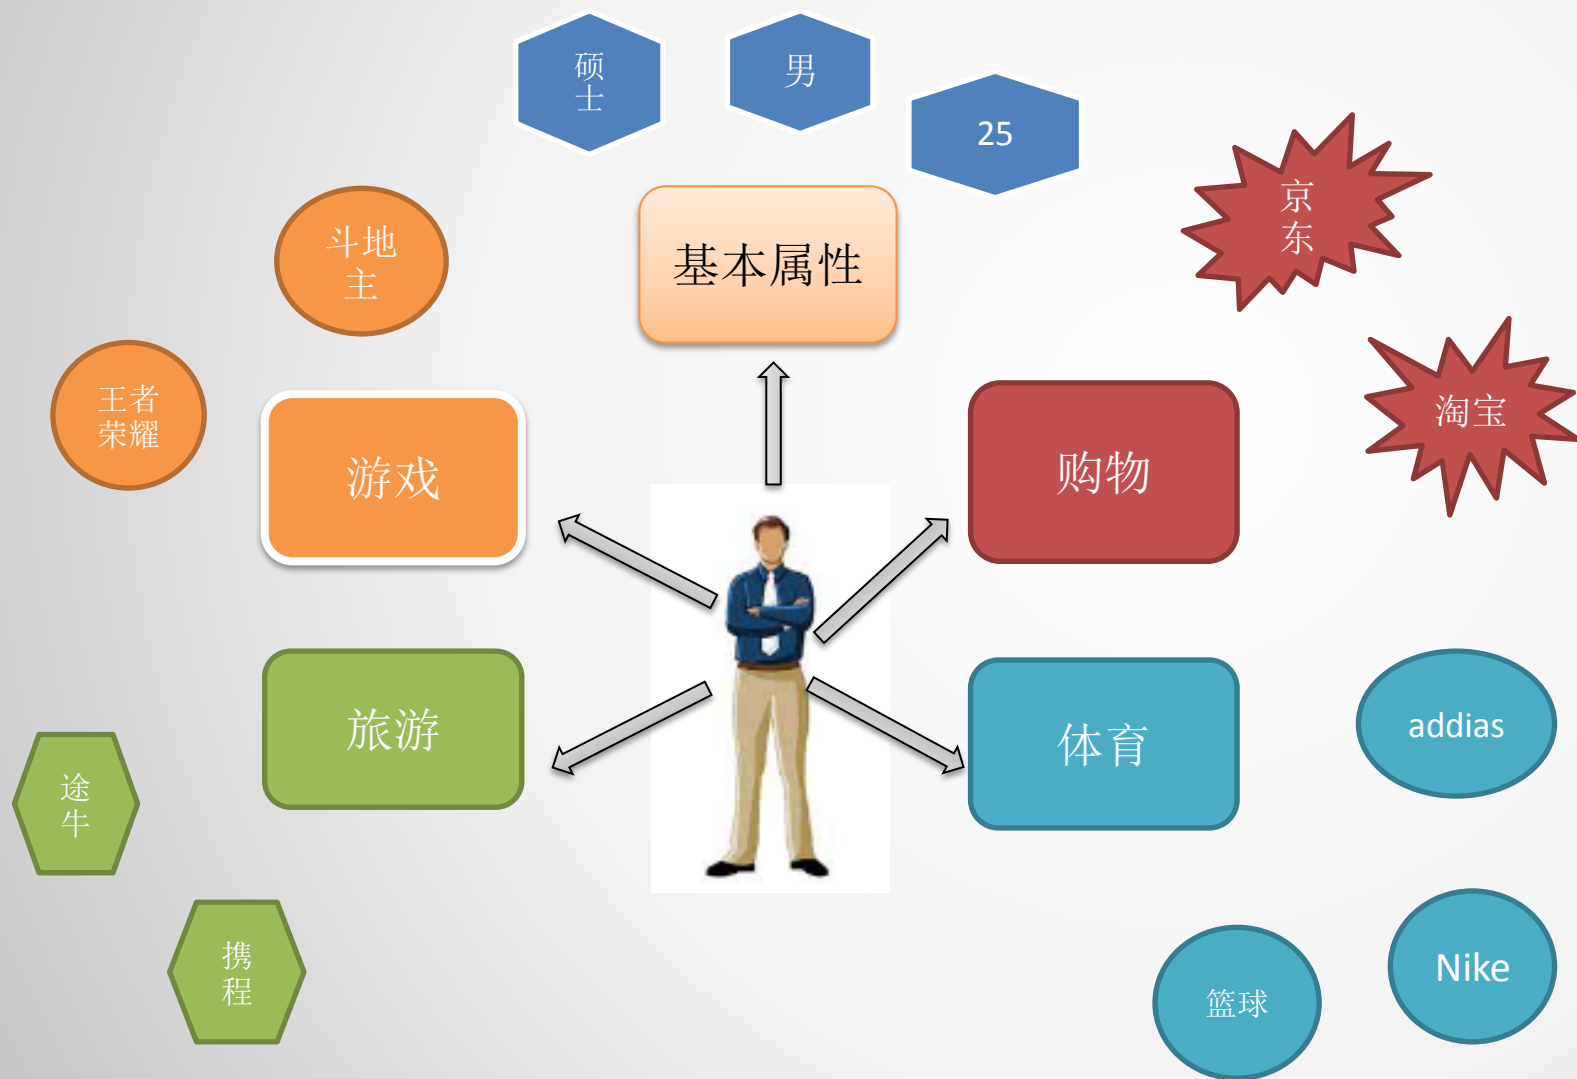 硕
士
男
25
京
东
斗地
主
基本属性
淘宝
王者
荣耀
游戏
购物
旅游
体育
addias
途
牛
携
程
Nike
篮球